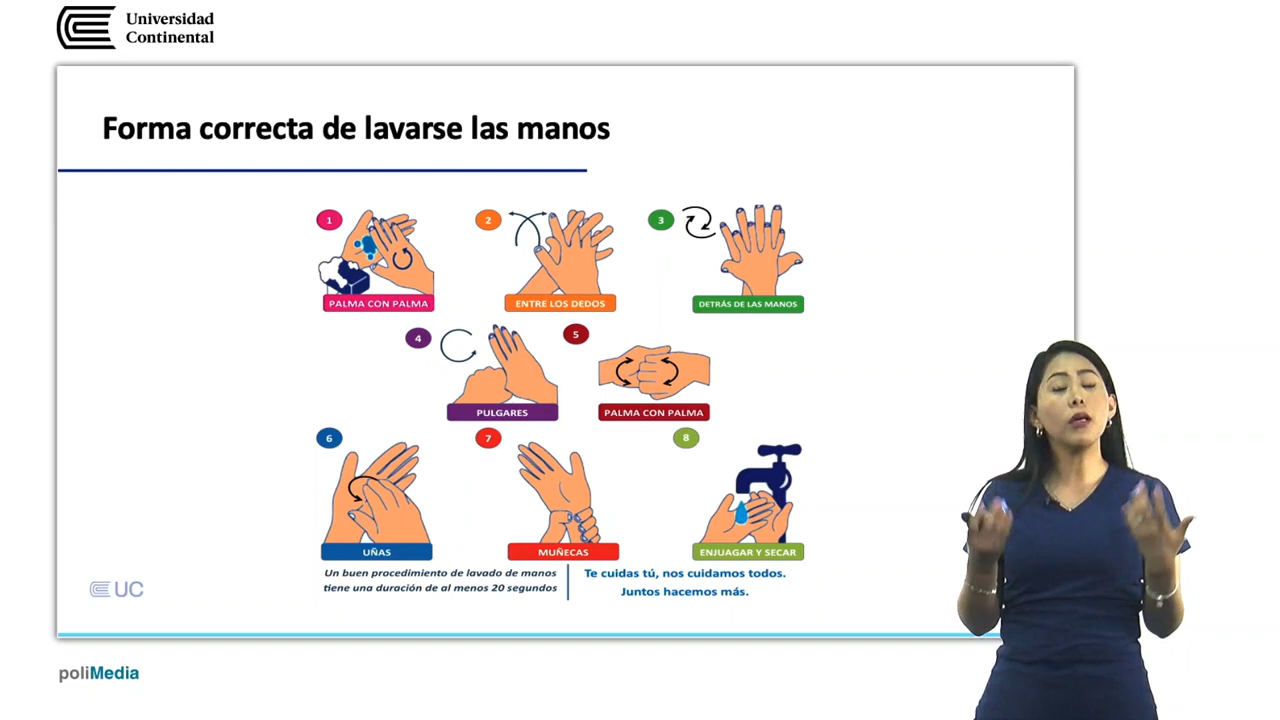 Universidad
Continental
Forma correcta de lavarse las manos
1
2
3
PALMA CON PALMA
ENTRE LOS DEDOS
DETRÁS DE LAS MANOS
4
5
PULGARES
PALMA CON PALMA
6
7
8
UÑAS
MUÑECAS
ENJUAGAR Y SECAR
Un buen procedimiento de lavado de manos
tiene una duración de al menos 20 segundos
Te cuidas tú, nos cuidamos todos.
Juntos hacemos más.
UC
poliMedia